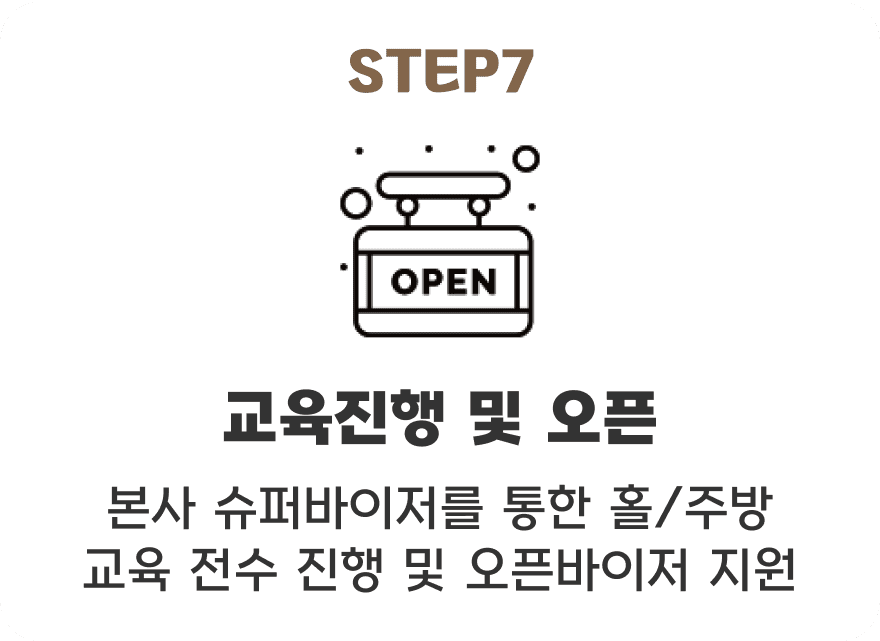 STEP7
OPEN
교육진행 및 오픈
본사 슈퍼바이저를 통한 홀/주방
교육 전수 진행 및 오픈바이저 지원